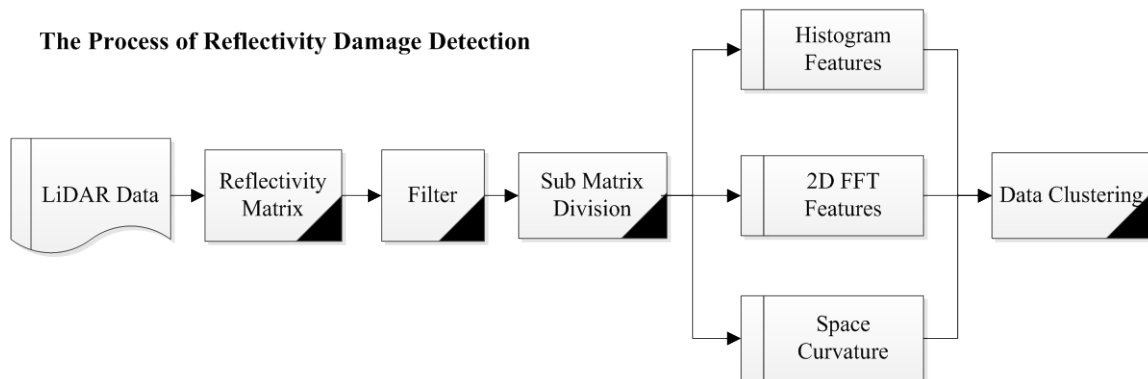 The Process of Reflectivity Damage Detection
LiDAR Data
Reflectivity
Matrix
Filter
Sub Matrix
Division
Histogram
Features
2D FFT
Features
Space
Curvature
Data Clustering